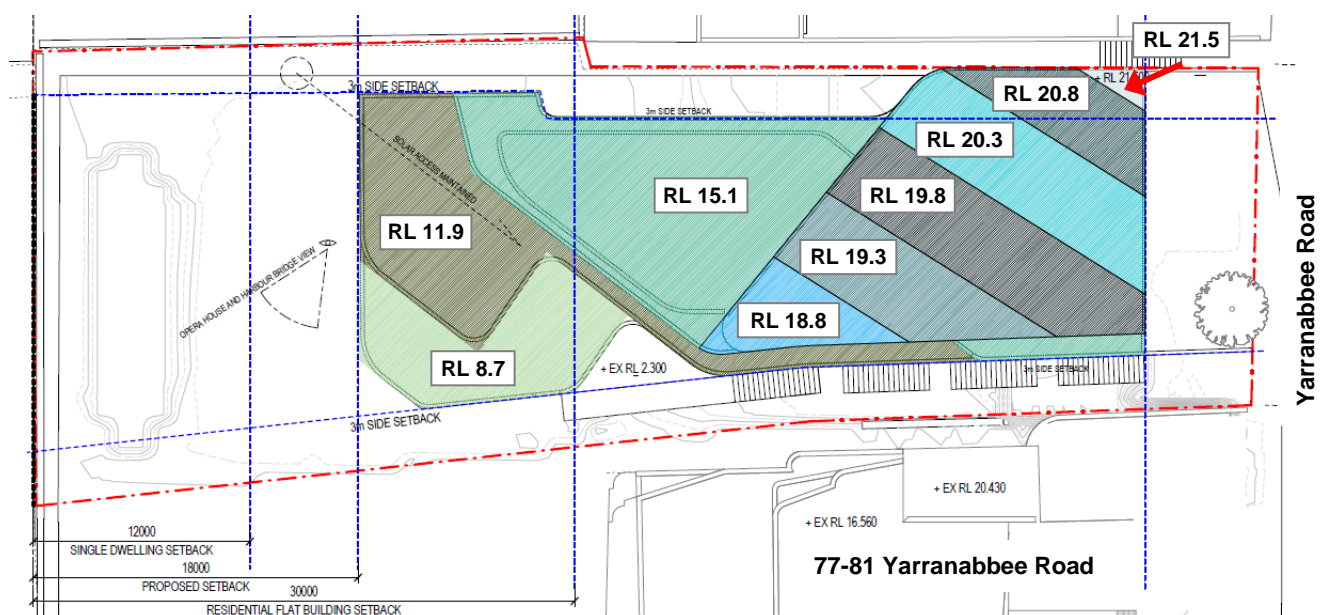 RL 21.5
RL 20.8
3m SIDE SETBACK
3m SIDE SETBACK
RL 20.3
SOLAR ACCESS MAINTAINED
RL 15.1
RL 19.8
RL 11.9
RL 19.3
OPERA HOUSE AND HARBOUR BRIDGE VIEW
RL 18.8
RL 8.7
+ EX RL 2.300
3m SIDE SETBACK
3m SIDE SETBACK
Yarranabbee Road
+ EX RL 20.430
+ EX RL 16.560
77-81 Yarranabbee Road
12000
SINGLE DWELLING SETBACK
18000
PROPOSED SETBACK
30000
RESIDENTIAL FLAT BUILDING SETBACK